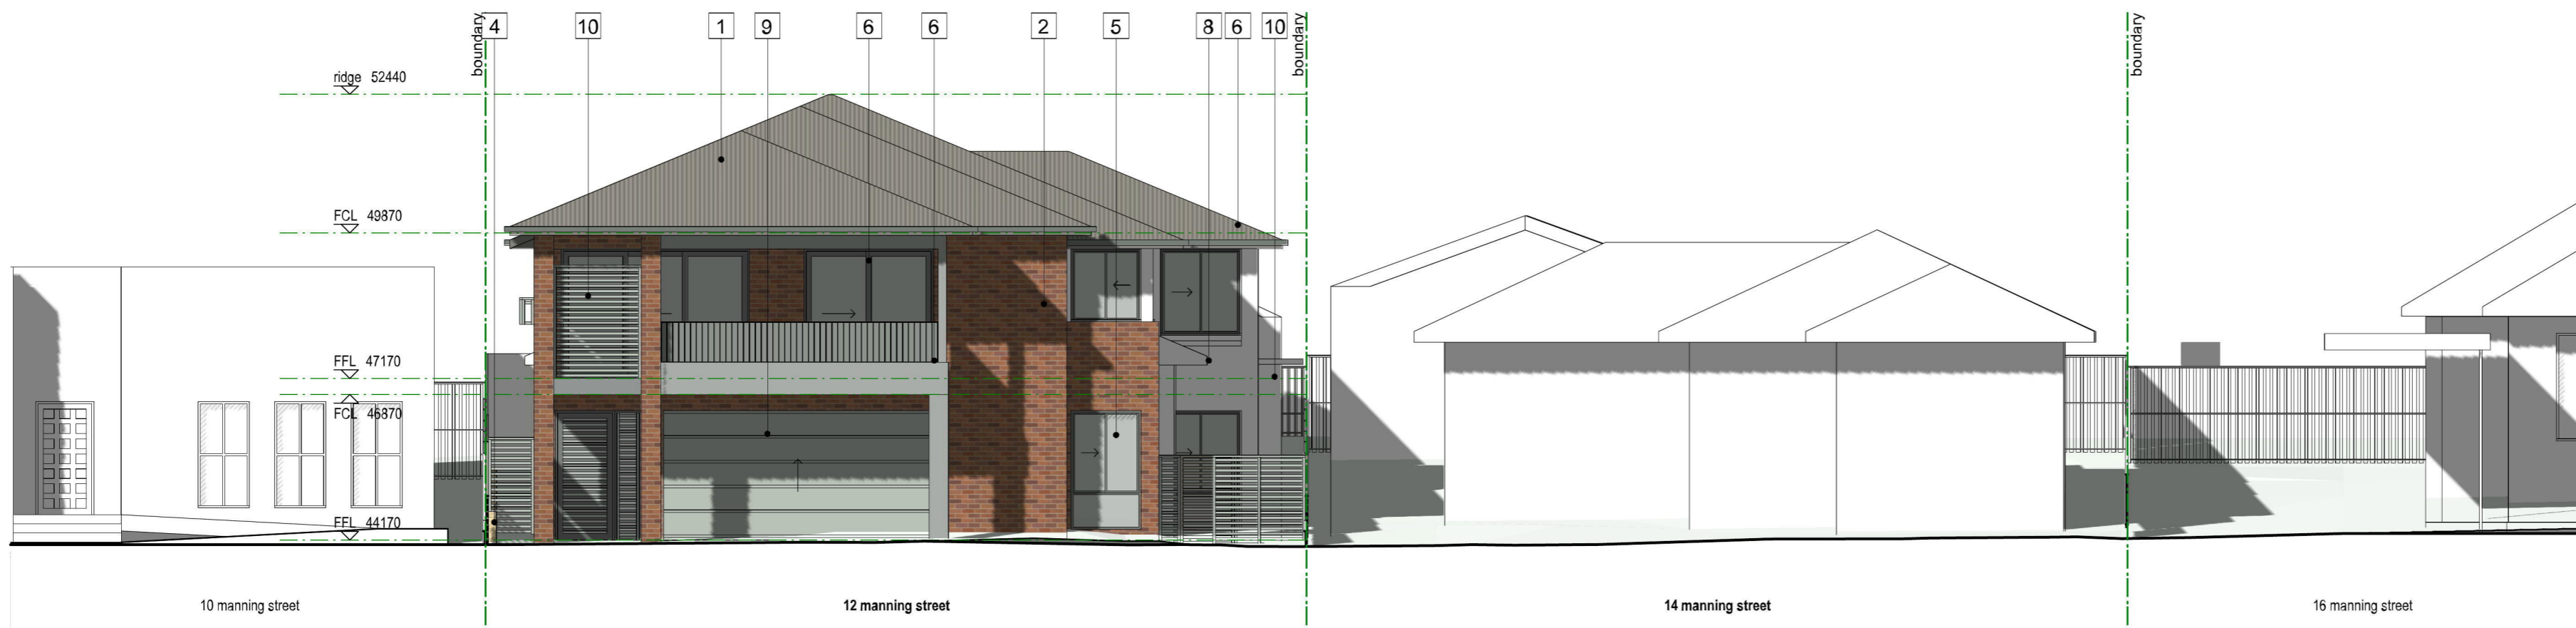 boundary
4
10
1
9
6
6
2
5
8
6
10
boundary
boundary
ridge 52440
FCL 49870
FFL 47170
FCL 46870
FFL 44170
10 manning street
12 manning street
14 manning street
16 manning street